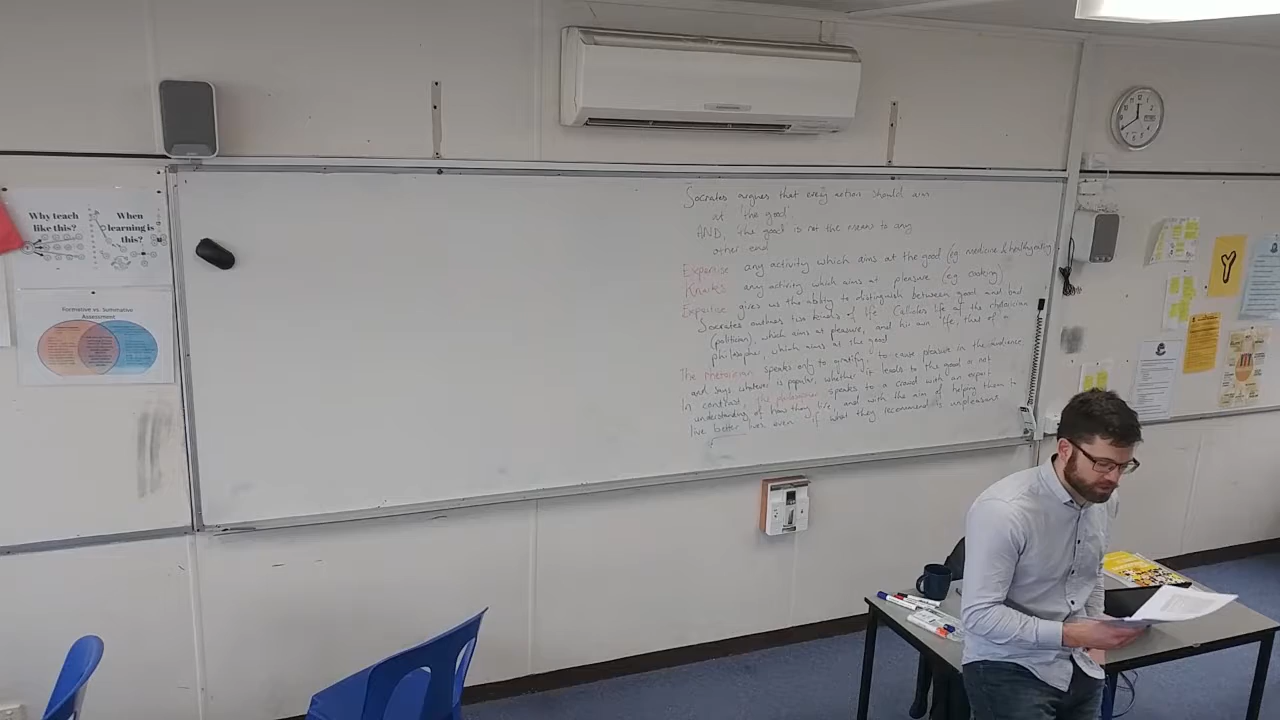 Why teach like this?
When learning is this?
Formative vs. Summative
Assessment
Socrates argues that every action should aim
at the good
AND, the good is not the means to any
other end
Expertise any activity which aims at the good (eg medicine & healthy eating)
Knacks any activity which aims at pleasure (eg cooking)
Expertise gives us the ability to distinguish between good and bad
Socrates outlines two kinds of life. Callicles life of the rhetorician
(politician), which aims at pleasure, and his own life, that of a
philosopher which aims at the good
The rhetorician speaks only to gratify, to cause pleasure in the audience
and says whatever is popular whether it leads to the good or not
In contrast, the philosopher speaks to a crowd with an expert
understanding of how they live and with the aim of helping them to
live better lives even if what they recommend is unpleasant